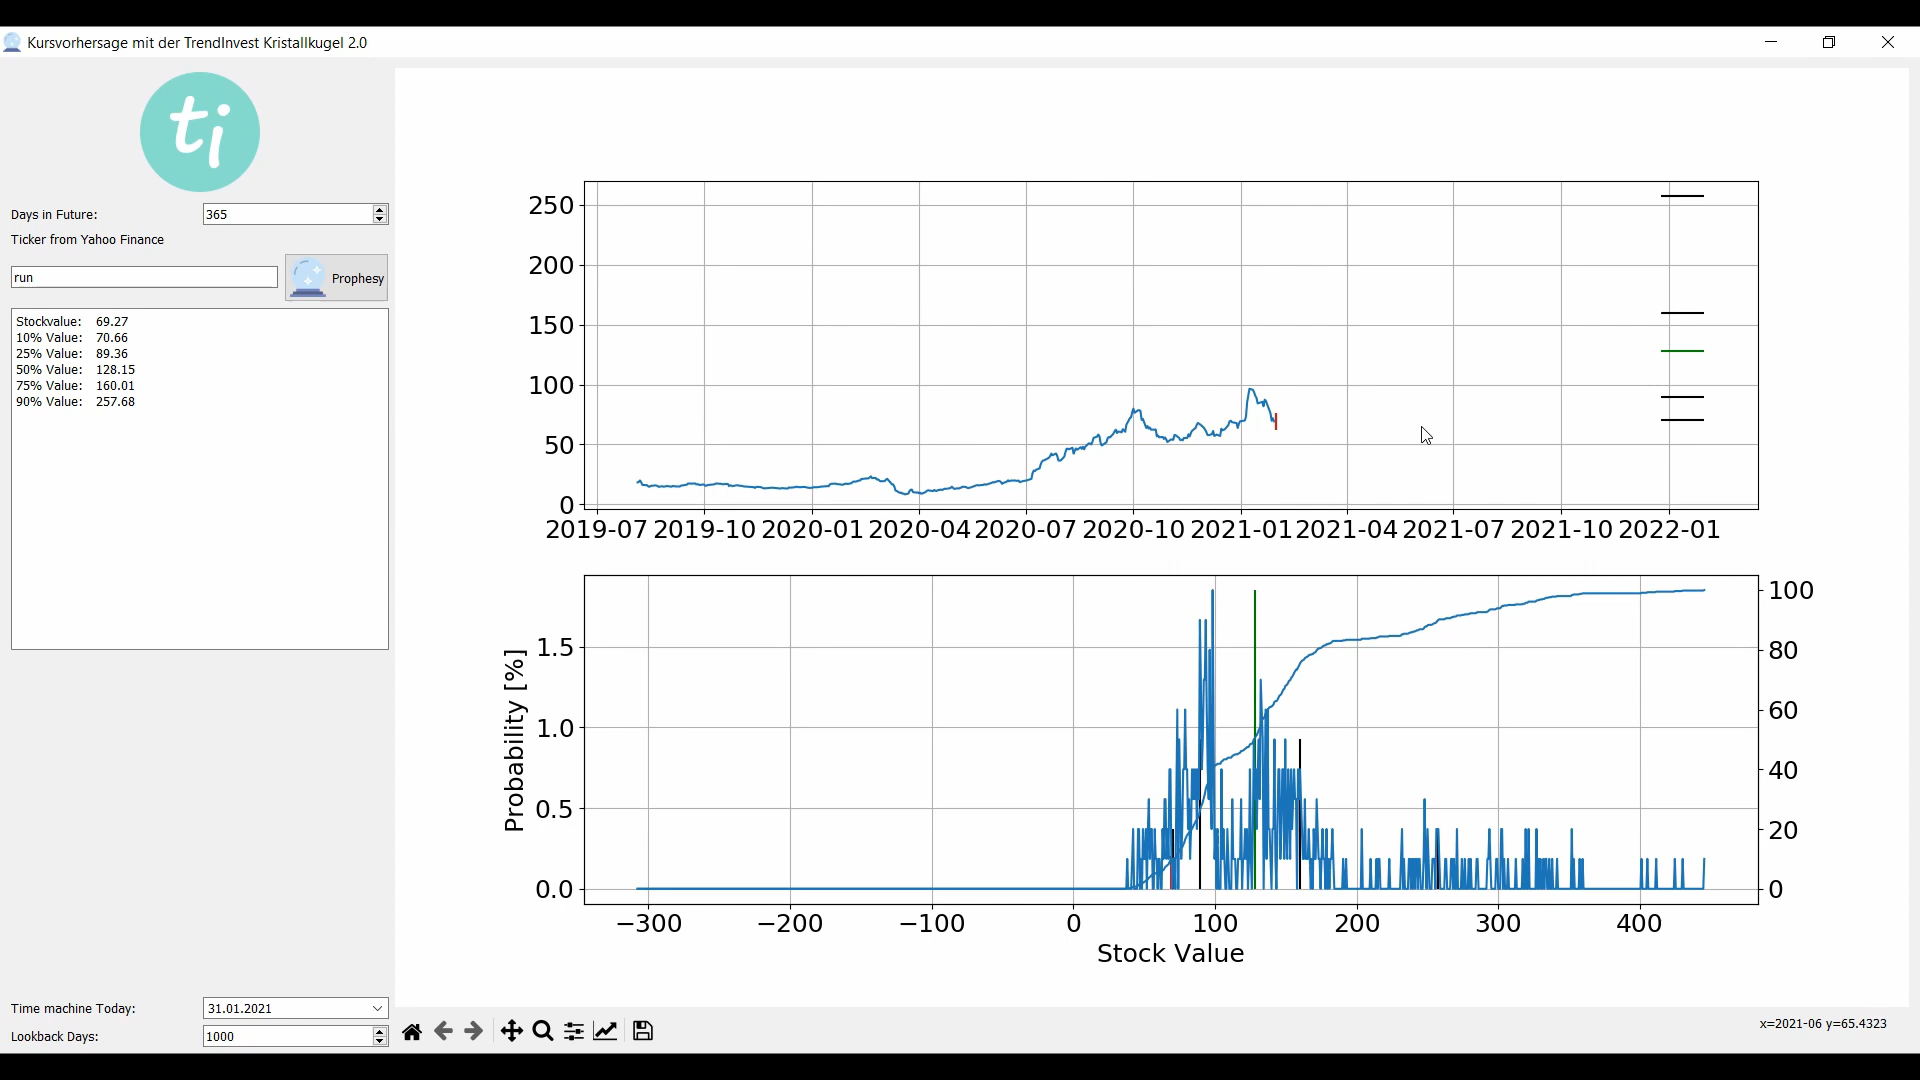 Kursvorhersage mit der TrendInvest Kristallkugel 2.0
ti
Days in Future: 365
Ticker from Yahoo Finance
run
Prophesy
Stockvalue: 69.27
10% Value: 70.66
25% Value: 89.36
50% Value: 128.15
75% Value: 160.01
90% Value: 257.68
Time machine Today: 31.01.2021
Lookback Days: 1000
250
200
150
100
50
0
2019-07 2019-10 2020-01 2020-04 2020-07 2020-10 2021-01 2021-04 2021-07 2021-10 2022-01
Probability [%]
1.5
1.0
0.5
0.0
100
80
60
40
20
0
−300 −200 −100 0 100 200 300 400
Stock Value
x=2021-06 y=65.4323